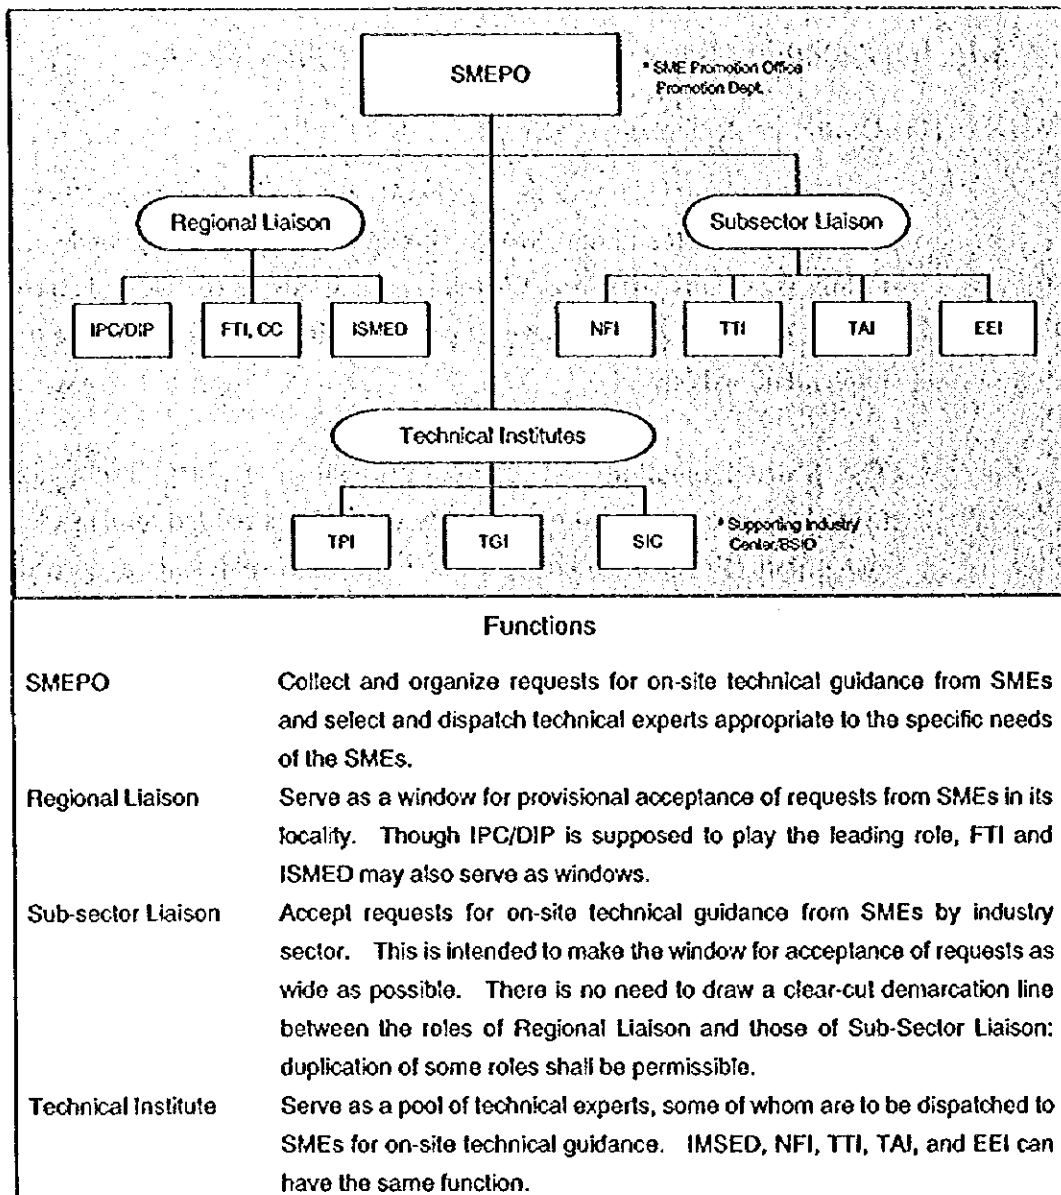 SMEPO
* SME Promotion Office
Promotion Dept.
Regional Liaison
Subsector Liaison
IPC/DIP
FTI, CC
ISMED
NFI
TTI
TAI
EEI
Technical Institutes
TPI
TGI
SIC
* Supporting Industry
Center/BSID
Functions
SMEPO Collect and organize requests for on-site technical guidance from SMEs
and select and dispatch technical experts appropriate to the specific needs
of the SMEs.
Regional Liaison Serve as a window for provisional acceptance of requests from SMEs in its
locality. Though IPC/DIP is supposed to play the leading role, FTI and
ISMED may also serve as windows.
Sub-sector Liaison Accept requests for on-site technical guidance from SMEs by industry
sector. This is intended to make the window for acceptance of requests as
wide as possible. There is no need to draw a clear-cut demarcation line
between the roles of Regional Liaison and those of Sub-Sector Liaison:
duplication of some roles shall be permissible.
Technical Institute Serve as a pool of technical experts, some of whom are to be dispatched to
SMEs for on-site technical guidance. IMSED, NFI, TTI, TAI, and EEI can
have the same function.